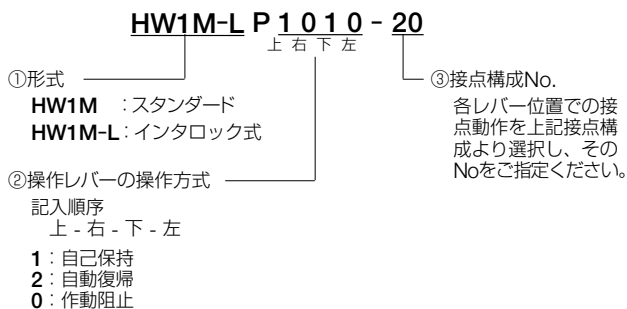 HW1M-L P 1 0 1 0 - 20
上 右 下 左
①形式
HW1M ：スタンダード
HW1M-L：インタロック式
②操作レバーの操作方式
記入順序
上 - 右 - 下 - 左
1：自己保持
2：自動復帰
0：作動阻止
③接点構成No.
各レバー位置での接
点動作を上記接点構
成より選択し、その
Noをご指定ください。